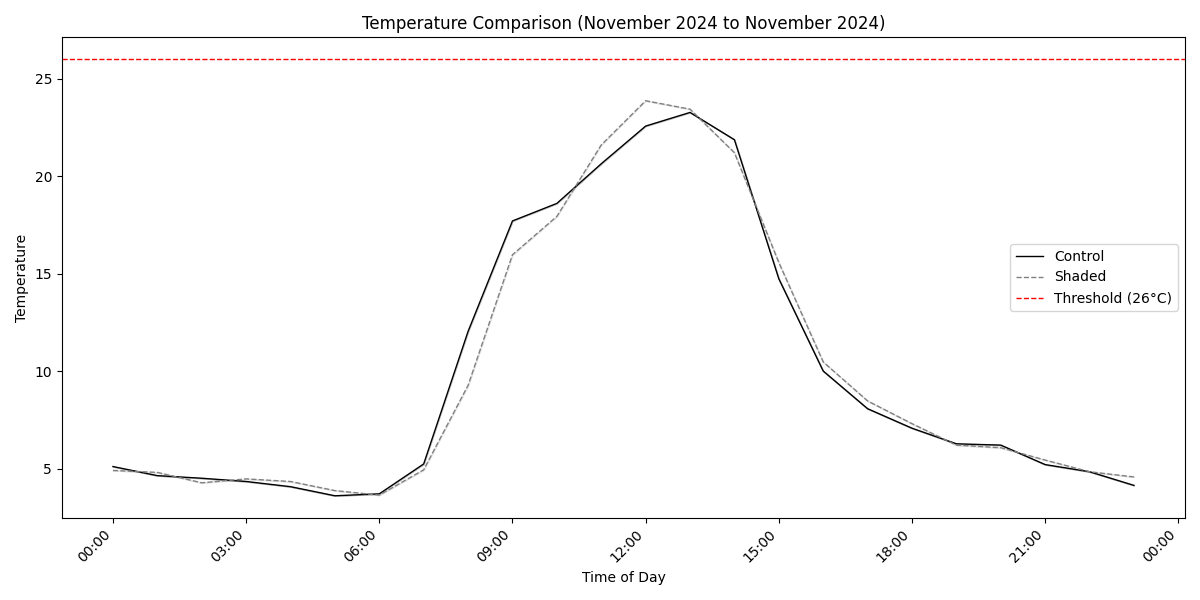 Temperature Comparison (November 2024 to November 2024)
25
20
15
10
5
Temperature
Control
Shaded
Threshold (26°C)
00:00
03:00
06:00
09:00
12:00
15:00
18:00
21:00
00:00
Time of Day